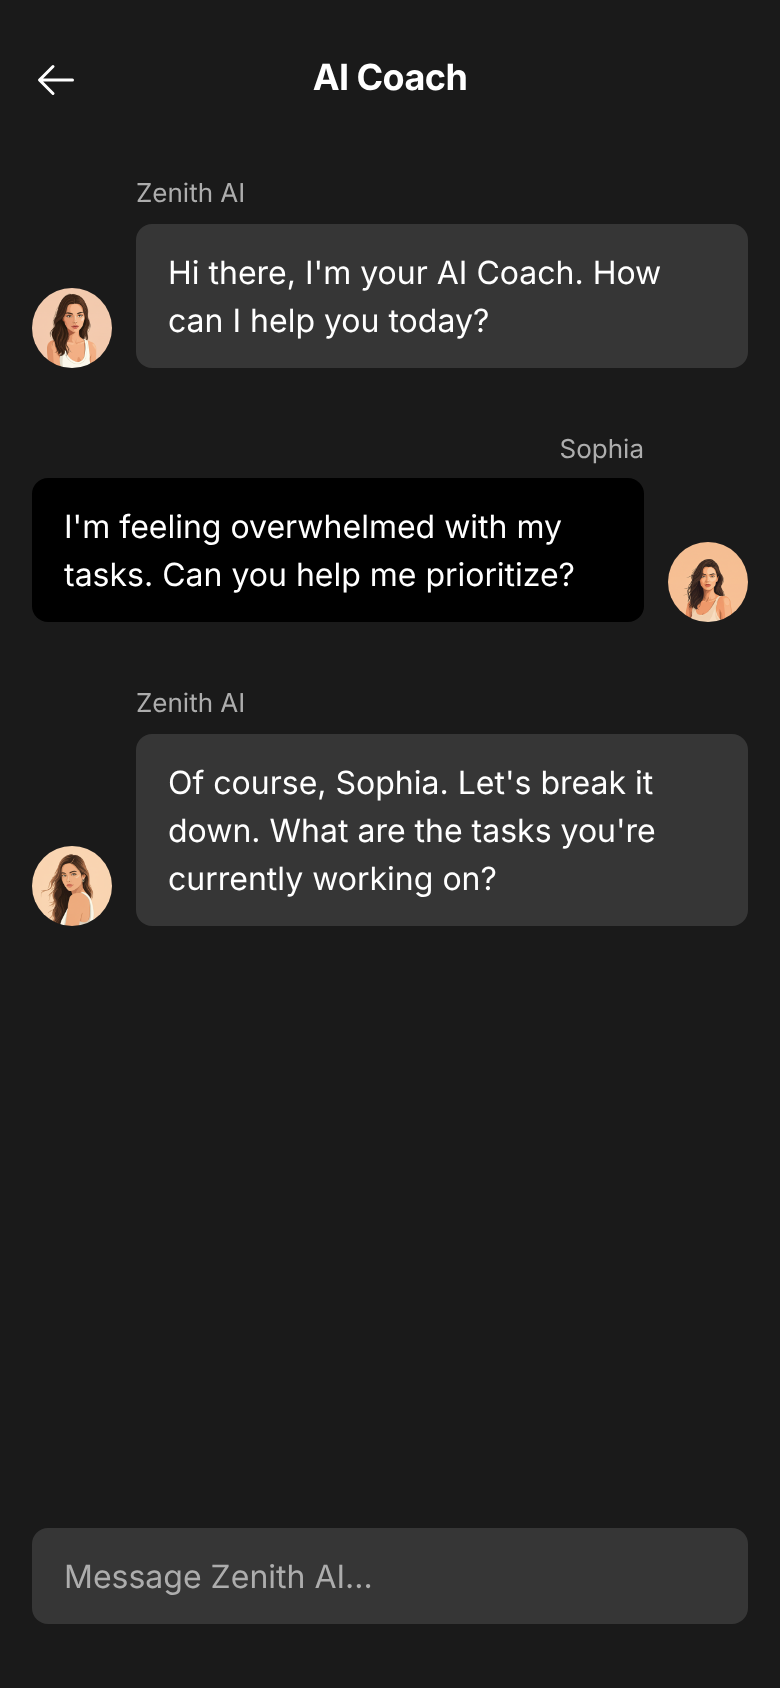 AI Coach
Zenith AI
Hi there, I'm your AI Coach. How
can I help you today?
Sophia
I'm feeling overwhelmed with my
tasks. Can you help me prioritize?
Zenith AI
Of course, Sophia. Let's break it
down. What are the tasks you're
currently working on?
Message Zenith AI...